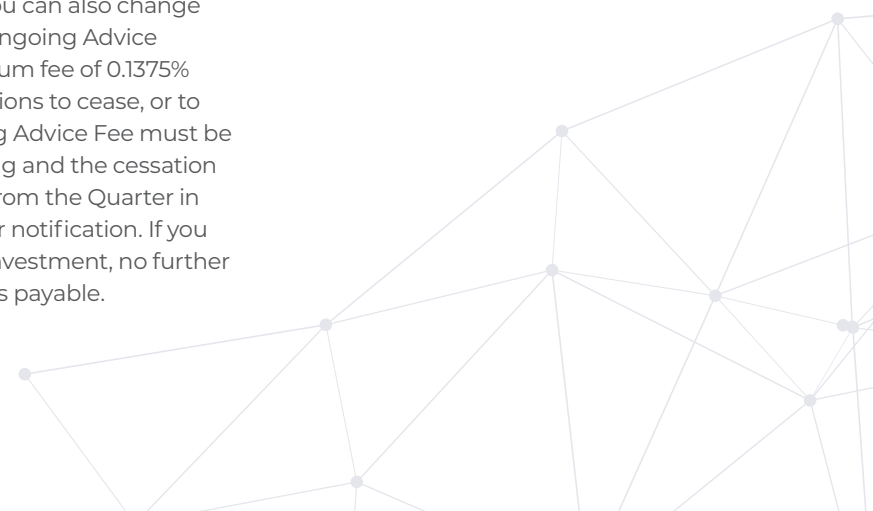 ou can also change
ngoing Advice
um fee of 0.1375%
ions to cease, or to
g Advice Fee must be
g and the cessation
rom the Quarter in
r notification. If you
nvestment, no further
s payable.